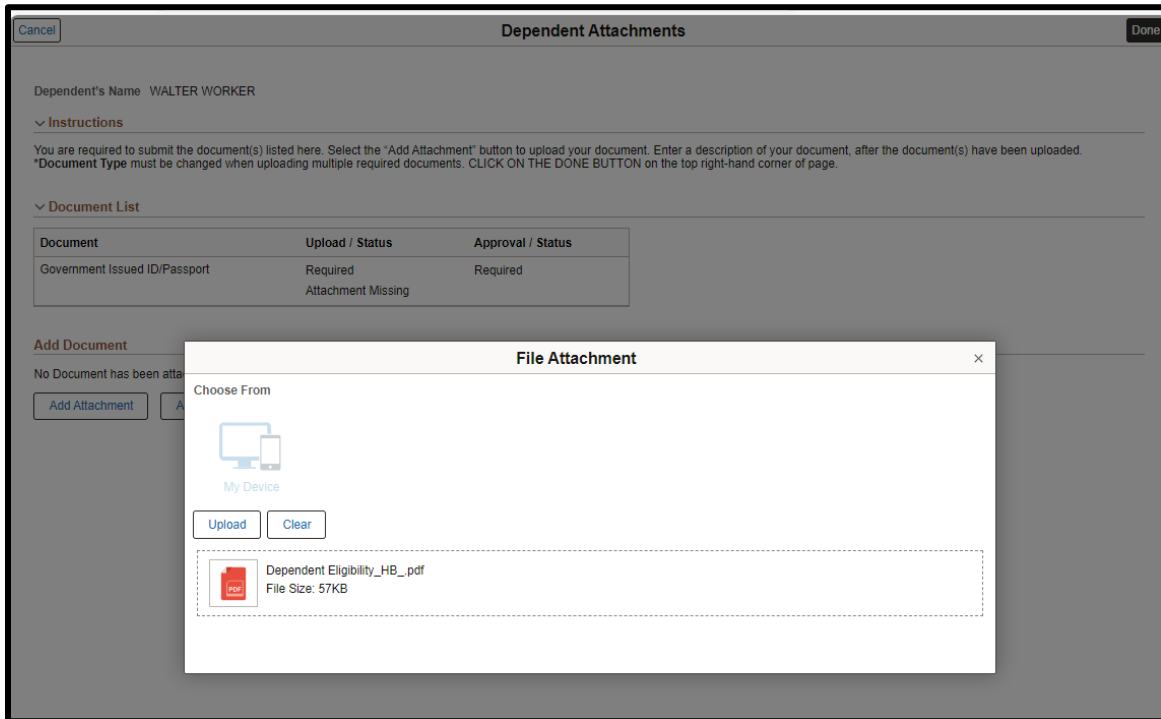 Cancel
Dependent Attachments
Done
Dependent's Name WALTER WORKER
Instructions
You are required to submit the document(s) listed here. Select the "Add Attachment" button to upload your document. Enter a description of your document, after the document(s) have been uploaded.
*Document Type must be changed when uploading multiple required documents. CLICK ON THE DONE BUTTON on the top right-hand corner of page.
Document List
Document Upload / Status Approval / Status
Government Issued ID/Passport Required Required
Attachment Missing
Add Document
No Document has been
Add Attachment
File Attachment
×
Choose From
My Device
Upload Clear
PDF
Dependent Eligibility_HB_.pdf
File Size: 57KB